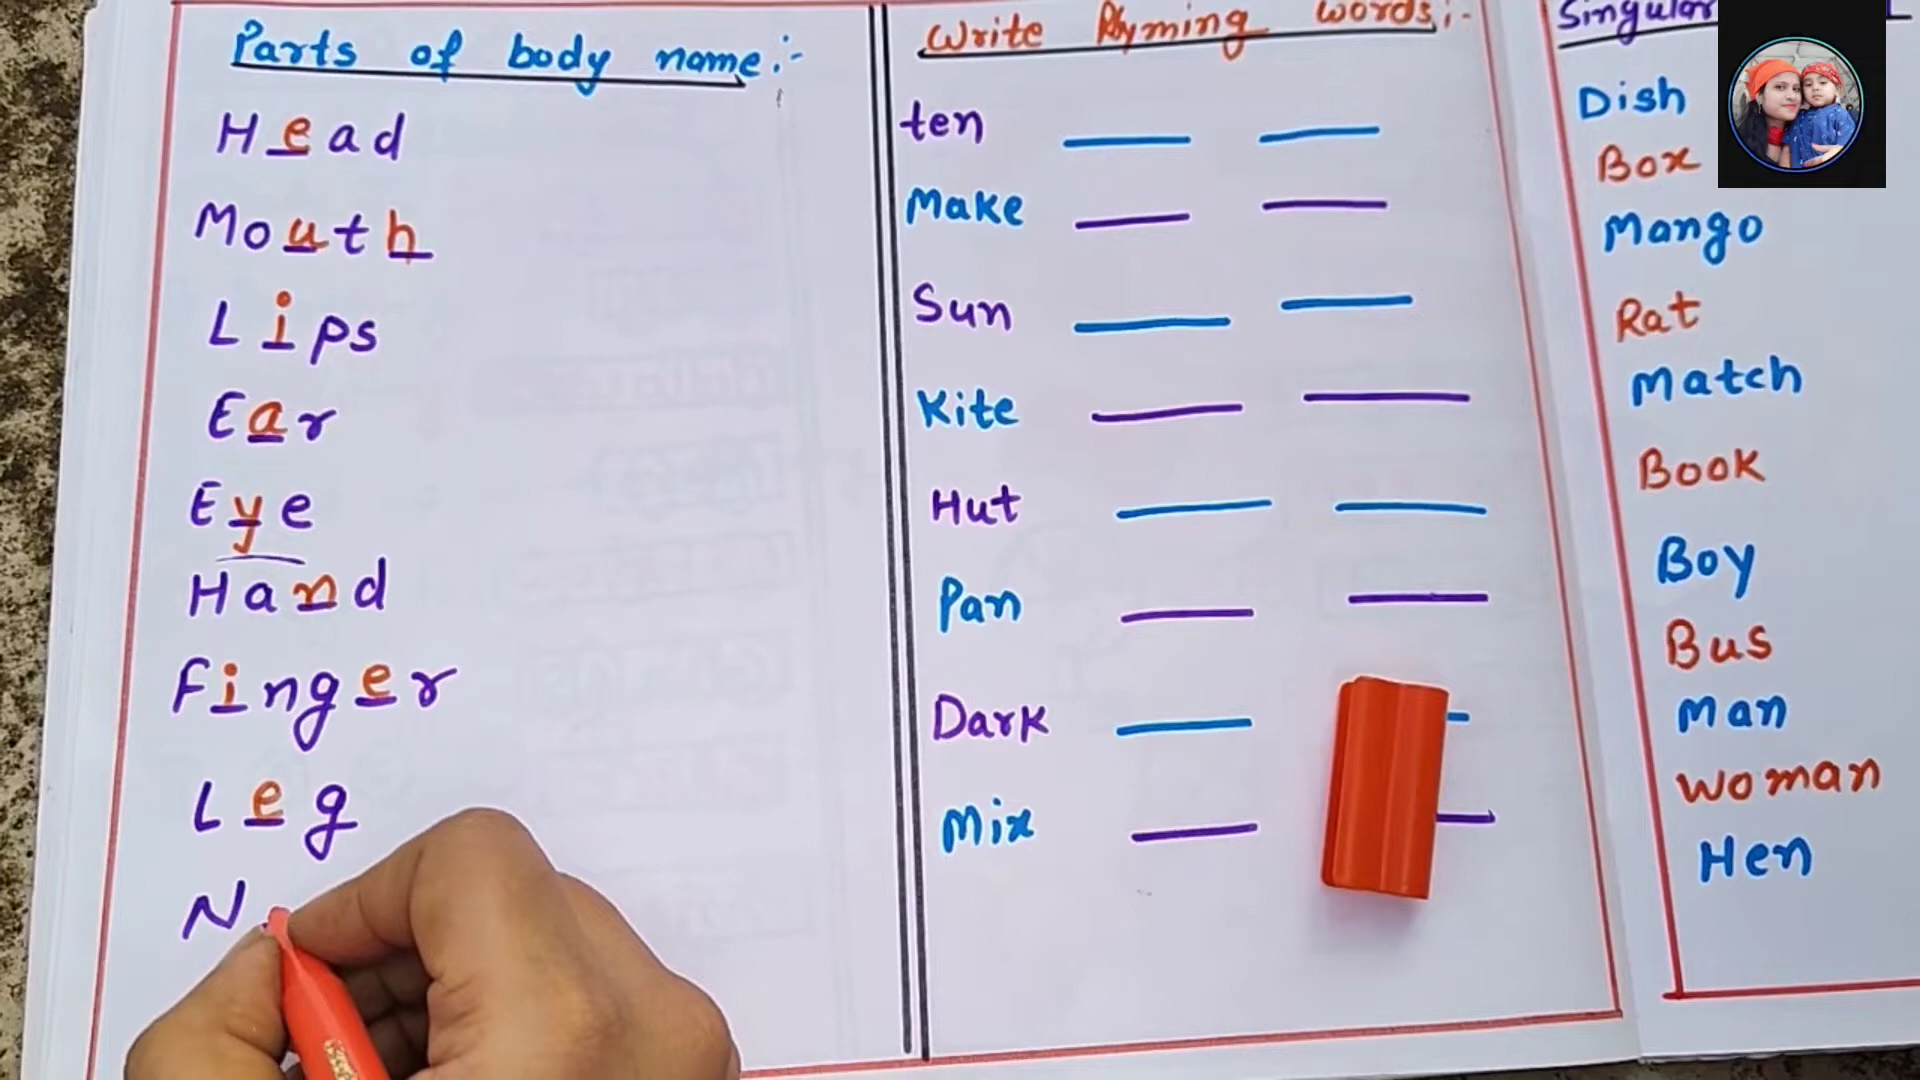 Parts of body name:-
Head
Mouth
Lips
Ear
Eye
Hand
Finger
Leg
N
Write Rhyming words:-
ten
Make
Sun
Kite
Hut
Pan
Dark
Mix
Singular
Dish
Box
Mango
Rat
Match
Book
Boy
Bus
Man
Woman
Hen